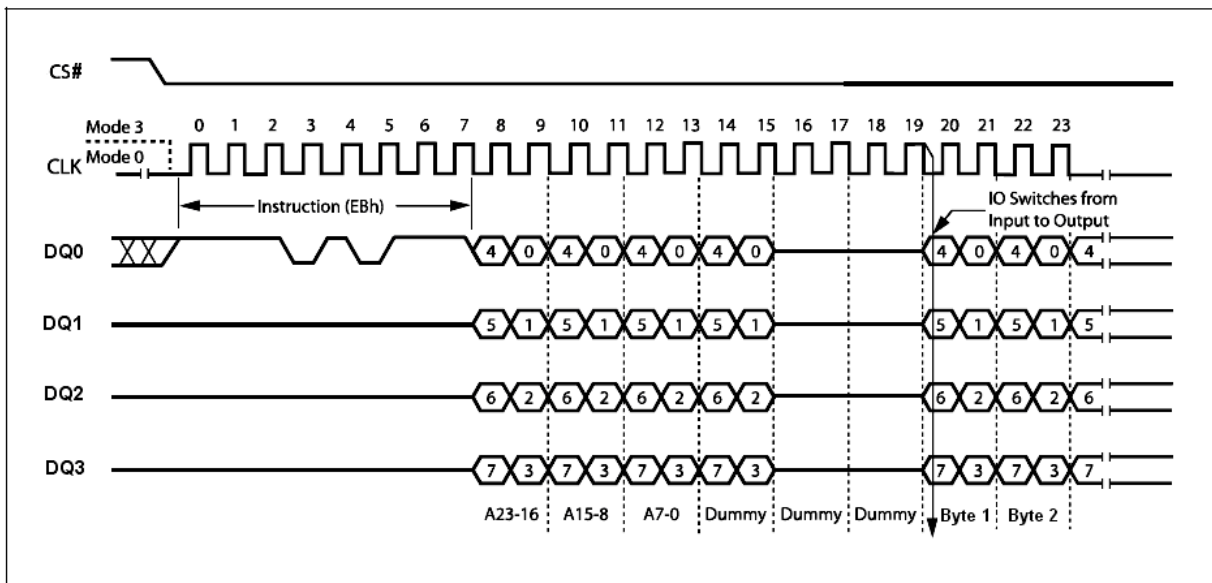 CS#
Mode 3
0 1 2 3 4 5 6 7 8 9 10 11 12 13 14 15 16 17 18 19 20 21 22 23
CLK
Mode 0
Instruction (EBh)
IO Switches from
Input to Output
DQ0
4 0 4 0 4 0 4 0 4 0 4 0 4
DQ1
5 1 5 1 5 1 5 1 5 1 5 1 5
DQ2
6 2 6 2 6 2 6 2 6 2 6 2 6
DQ3
7 3 7 3 7 3 7 3 7 3 7 3 7
A23-16 A15-8 A7-0 Dummy Dummy Dummy Byte 1 Byte 2